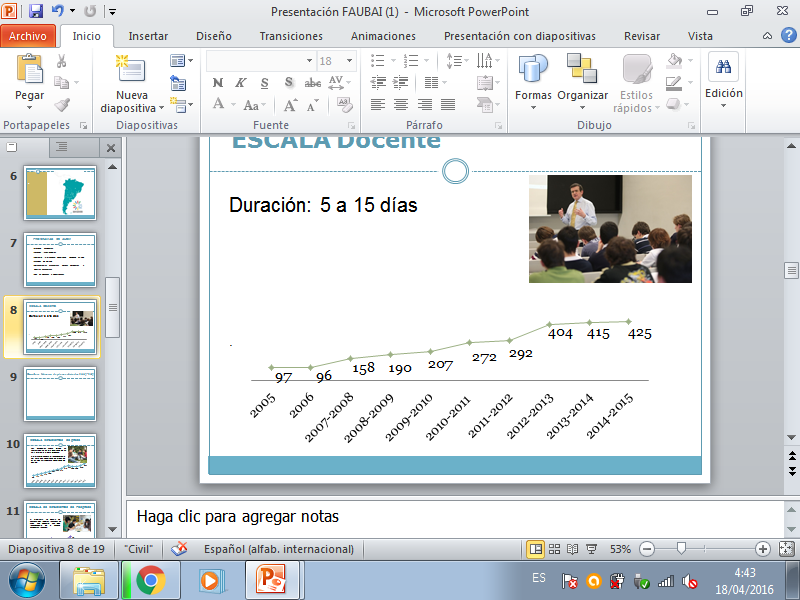 Presentación FAUBAI (1) - Microsoft PowerPoint
Archivo Inicio Insertar Diseño Transiciones Animaciones Presentación con diapositivas Revisar Vista
Pegar
Nueva diapositiva
18
N K S S abc AV
A Aa A A
Formas Organizar Estilos rápidos
Edición
Portapapeles Diapositivas Fuente Párrafo Dibujo
6
7
8
9
10
11
ESCALA Docente
Duración: 5 a 15 días
97 96 158 190 207 272 292 404 415 425
2005 2006 2007-2008 2008-2009 2009-2010 2010-2011 2011-2012 2012-2013 2013-2014 2014-2015
Haga clic para agregar notas
Diapositiva 8 de 19 "Civil" Español (alfab. internacional) 53%
ES
4:43
18/04/2016